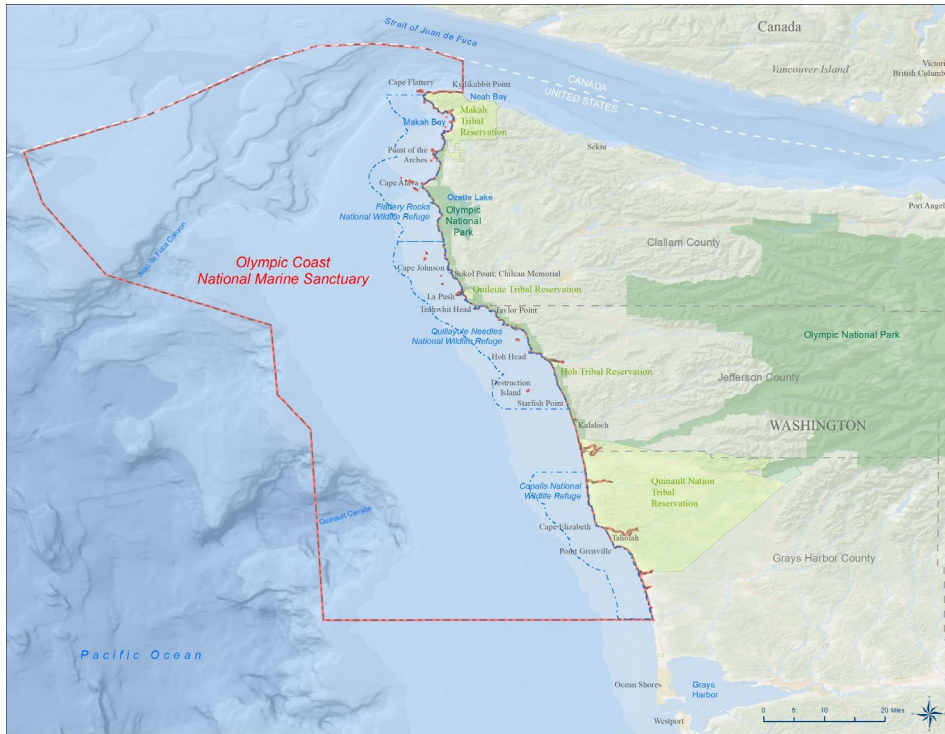 Strait of Juan de Fuca
Canada
Vancouver Island
Victori
British Columb
CANADA
UNITED STATES
Cape Flattery
Kydikabbit Point
Neah Bay
Makah Bay
Makah
Tribal
Reservation
Sekiu
Point of the
Arches
Cape Alava
Ozette Lake
Port Angel
Flattery Rocks
National Wildlife Refuge
Olympic
National
Park
Clallam County
Juan de Fuca Canyon
Olympic Coast
National Marine Sanctuary
Cape Johnson
Sokol Point, Chilean Memorial
Quileute Tribal Reservation
La Push
Teahwhit Head
Taylor Point
Quillayute Needles
National Wildlife Refuge
Olympic National Park
Hoh Head
Hoh Tribal Reservation
Jefferson County
Destruction
Island
Starfish Point
Kalaloch
WASHINGTON
Copalis National
Wildlife Refuge
Quinault Nation
Tribal
Reservation
Quinault Canyon
Cape Elizabeth
Taholah
Point Grenville
Grays Harbor County
Pacific Ocean
Ocean Shores
Grays
Harbor
Westport
0 5 10 20 Miles